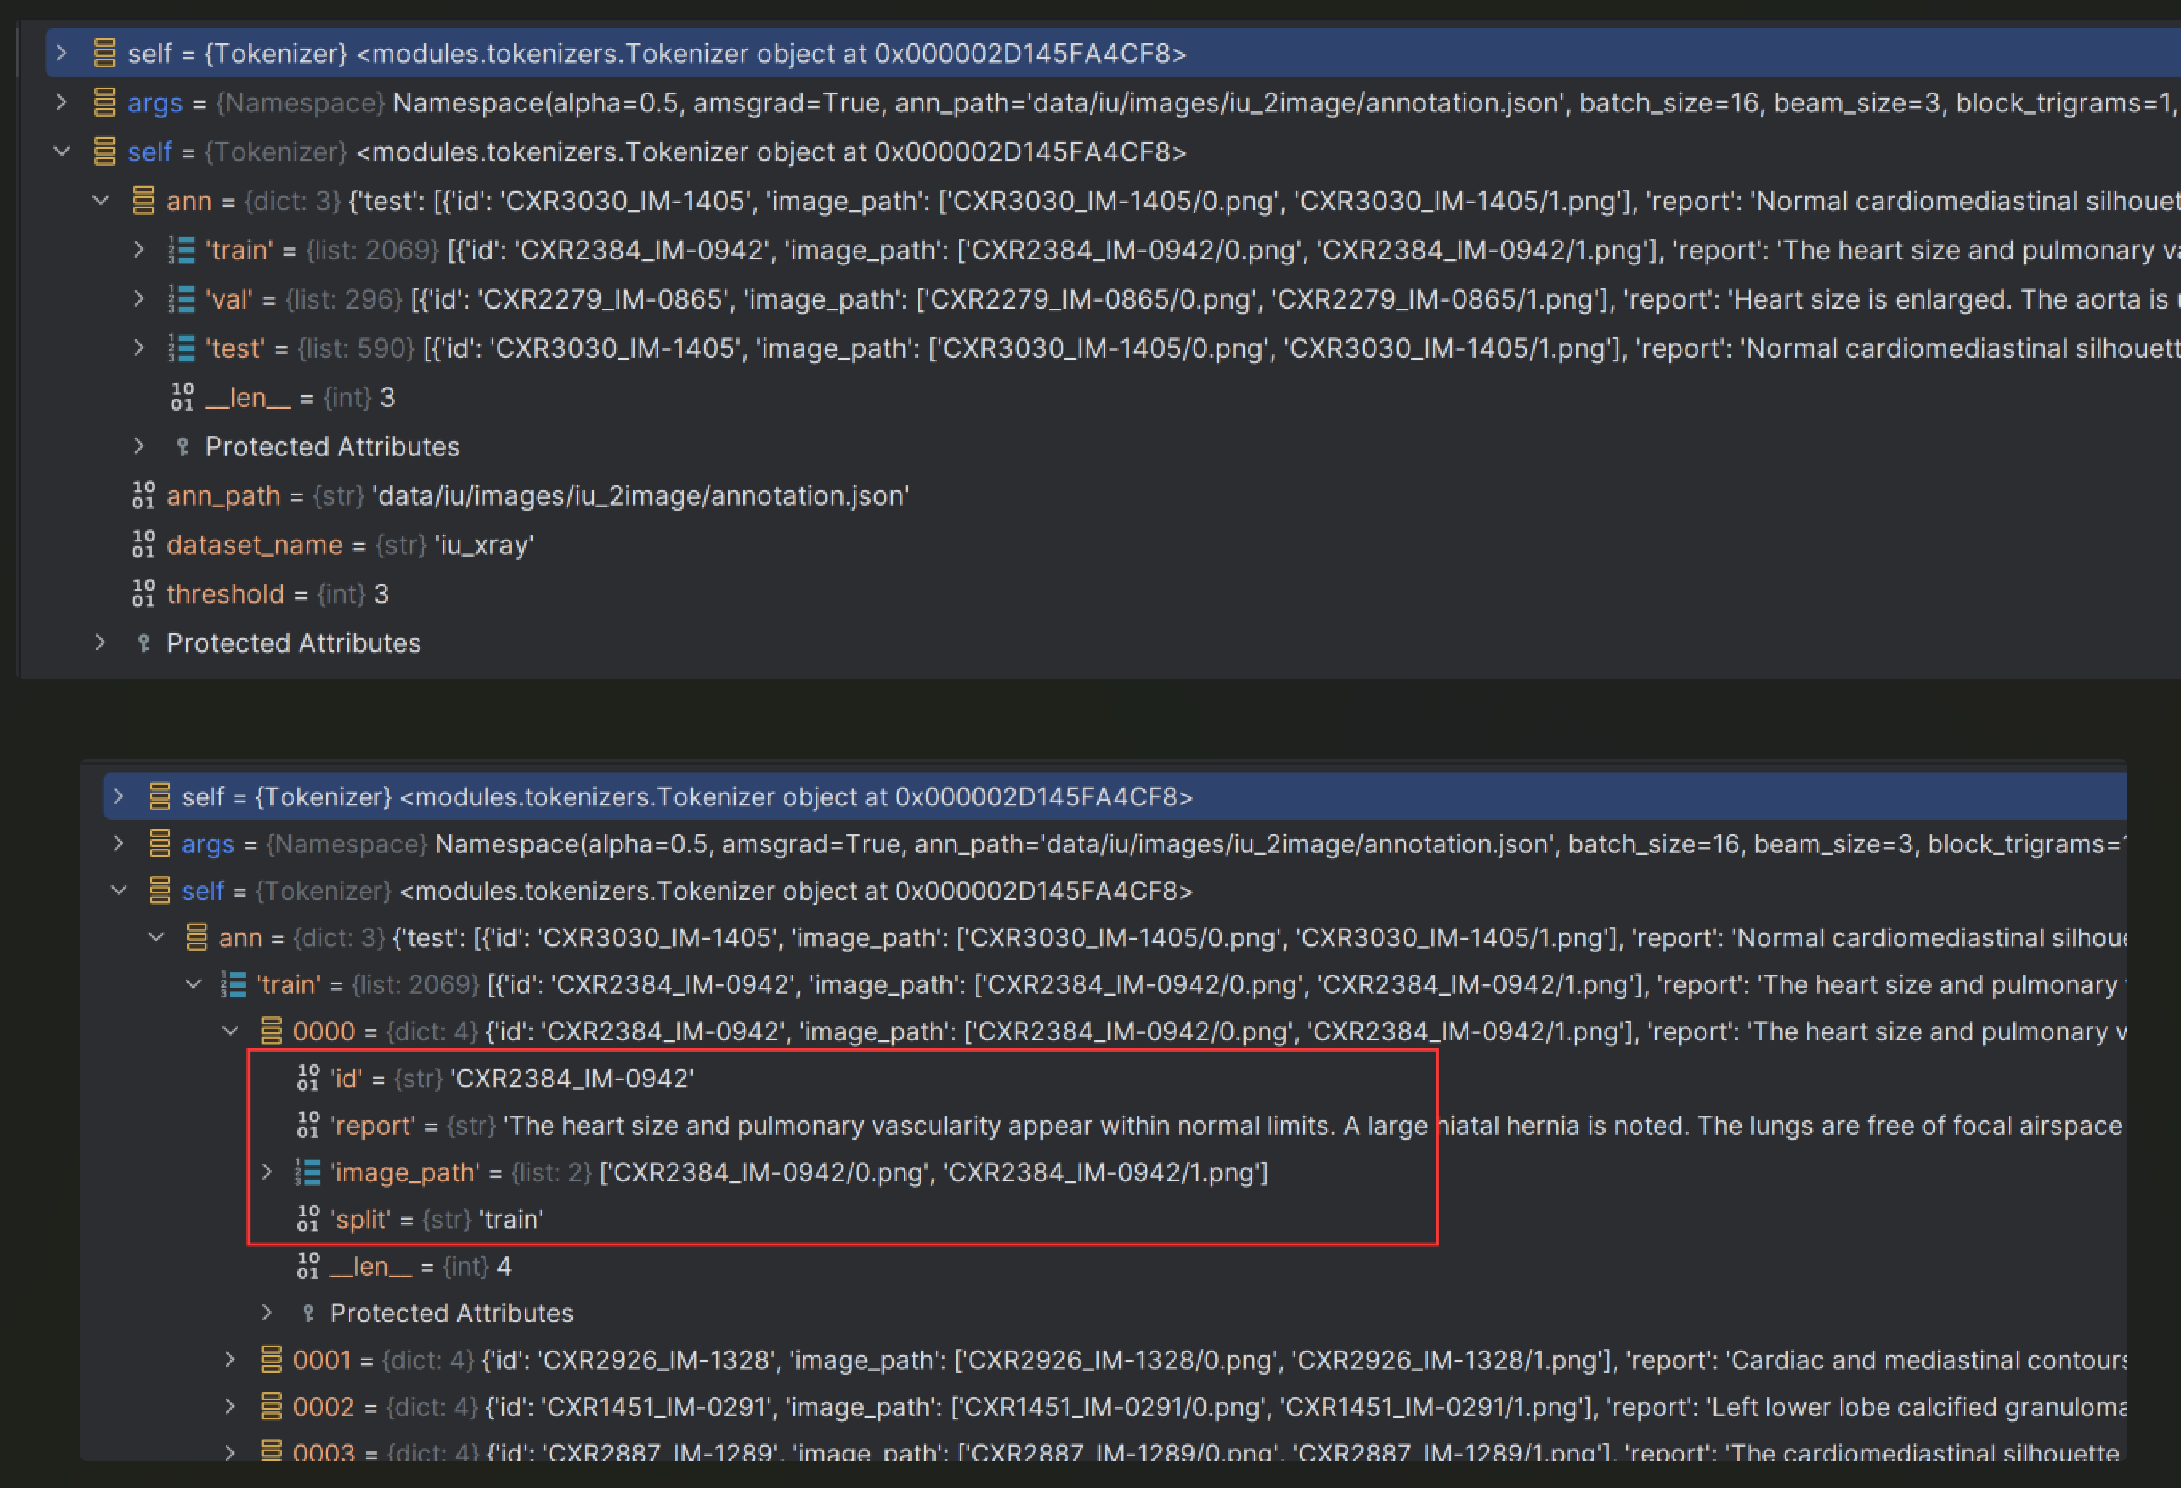 self = {Tokenizer} <modules.tokenizers.Tokenizer object at 0x000002D145FA4CF8>
args = {Namespace} Namespace(alpha=0.5, amsgrad=True, ann_path='data/iu/images/iu_2image/annotation.json', batch_size=16, beam_size=3, block_trigrams=1,
self = {Tokenizer} <modules.tokenizers.Tokenizer object at 0x000002D145FA4CF8>
ann = {dict: 3} {'test': [{'id': 'CXR3030_IM-1405', 'image_path': ['CXR3030_IM-1405/0.png', 'CXR3030_IM-1405/1.png'], 'report': 'Normal cardiomediastinal silhouet
'train' = {list: 2069} [{'id': 'CXR2384_IM-0942', 'image_path': ['CXR2384_IM-0942/0.png', 'CXR2384_IM-0942/1.png'], 'report': 'The heart size and pulmonary va
'val' = {list: 296} [{'id': 'CXR2279_IM-0865', 'image_path': ['CXR2279_IM-0865/0.png', 'CXR2279_IM-0865/1.png'], 'report': 'Heart size is enlarged. The aorta is
'test' = {list: 590} [{'id': 'CXR3030_IM-1405', 'image_path': ['CXR3030_IM-1405/0.png', 'CXR3030_IM-1405/1.png'], 'report': 'Normal cardiomediastinal silhouett
__len__ = {int} 3
Protected Attributes
ann_path = {str} 'data/iu/images/iu_2image/annotation.json'
dataset_name = {str} 'iu_xray'
threshold = {int} 3
Protected Attributes
self = {Tokenizer} <modules.tokenizers.Tokenizer object at 0x000002D145FA4CF8>
args = {Namespace} Namespace(alpha=0.5, amsgrad=True, ann_path='data/iu/images/iu_2image/annotation.json', batch_size=16, beam_size=3, block_trigrams=
self = {Tokenizer} <modules.tokenizers.Tokenizer object at 0x000002D145FA4CF8>
ann = {dict: 3} {'test': [{'id': 'CXR3030_IM-1405', 'image_path': ['CXR3030_IM-1405/0.png', 'CXR3030_IM-1405/1.png'], 'report': 'Normal cardiomediastinal silhoue
'train' = {list: 2069} [{'id': 'CXR2384_IM-0942', 'image_path': ['CXR2384_IM-0942/0.png', 'CXR2384_IM-0942/1.png'], 'report': 'The heart size and pulmonary
0000 = {dict: 4} {'id': 'CXR2384_IM-0942', 'image_path': ['CXR2384_IM-0942/0.png', 'CXR2384_IM-0942/1.png'], 'report': 'The heart size and pulmonary v
'id' = {str} 'CXR2384_IM-0942'
'report' = {str} 'The heart size and pulmonary vascularity appear within normal limits. A large hiatal hernia is noted. The lungs are free of focal airspace
'image_path' = {list: 2} ['CXR2384_IM-0942/0.png', 'CXR2384_IM-0942/1.png']
'split' = {str} 'train'
__len__ = {int} 4
Protected Attributes
0001 = {dict: 4} {'id': 'CXR2926_IM-1328', 'image_path': ['CXR2926_IM-1328/0.png', 'CXR2926_IM-1328/1.png'], 'report': 'Cardiac and mediastinal contours
0002 = {dict: 4} {'id': 'CXR1451_IM-0291', 'image_path': ['CXR1451_IM-0291/0.png', 'CXR1451_IM-0291/1.png'], 'report': 'Left lower lobe calcified granuloma
0003 = {dict: 4} {'id': 'CXR2887_IM-1289', 'image_path': ['CXR2887_IM-1289/0.png', 'CXR2887_IM-1289/1.png'], 'report': 'The cardiomediastinal silhouette